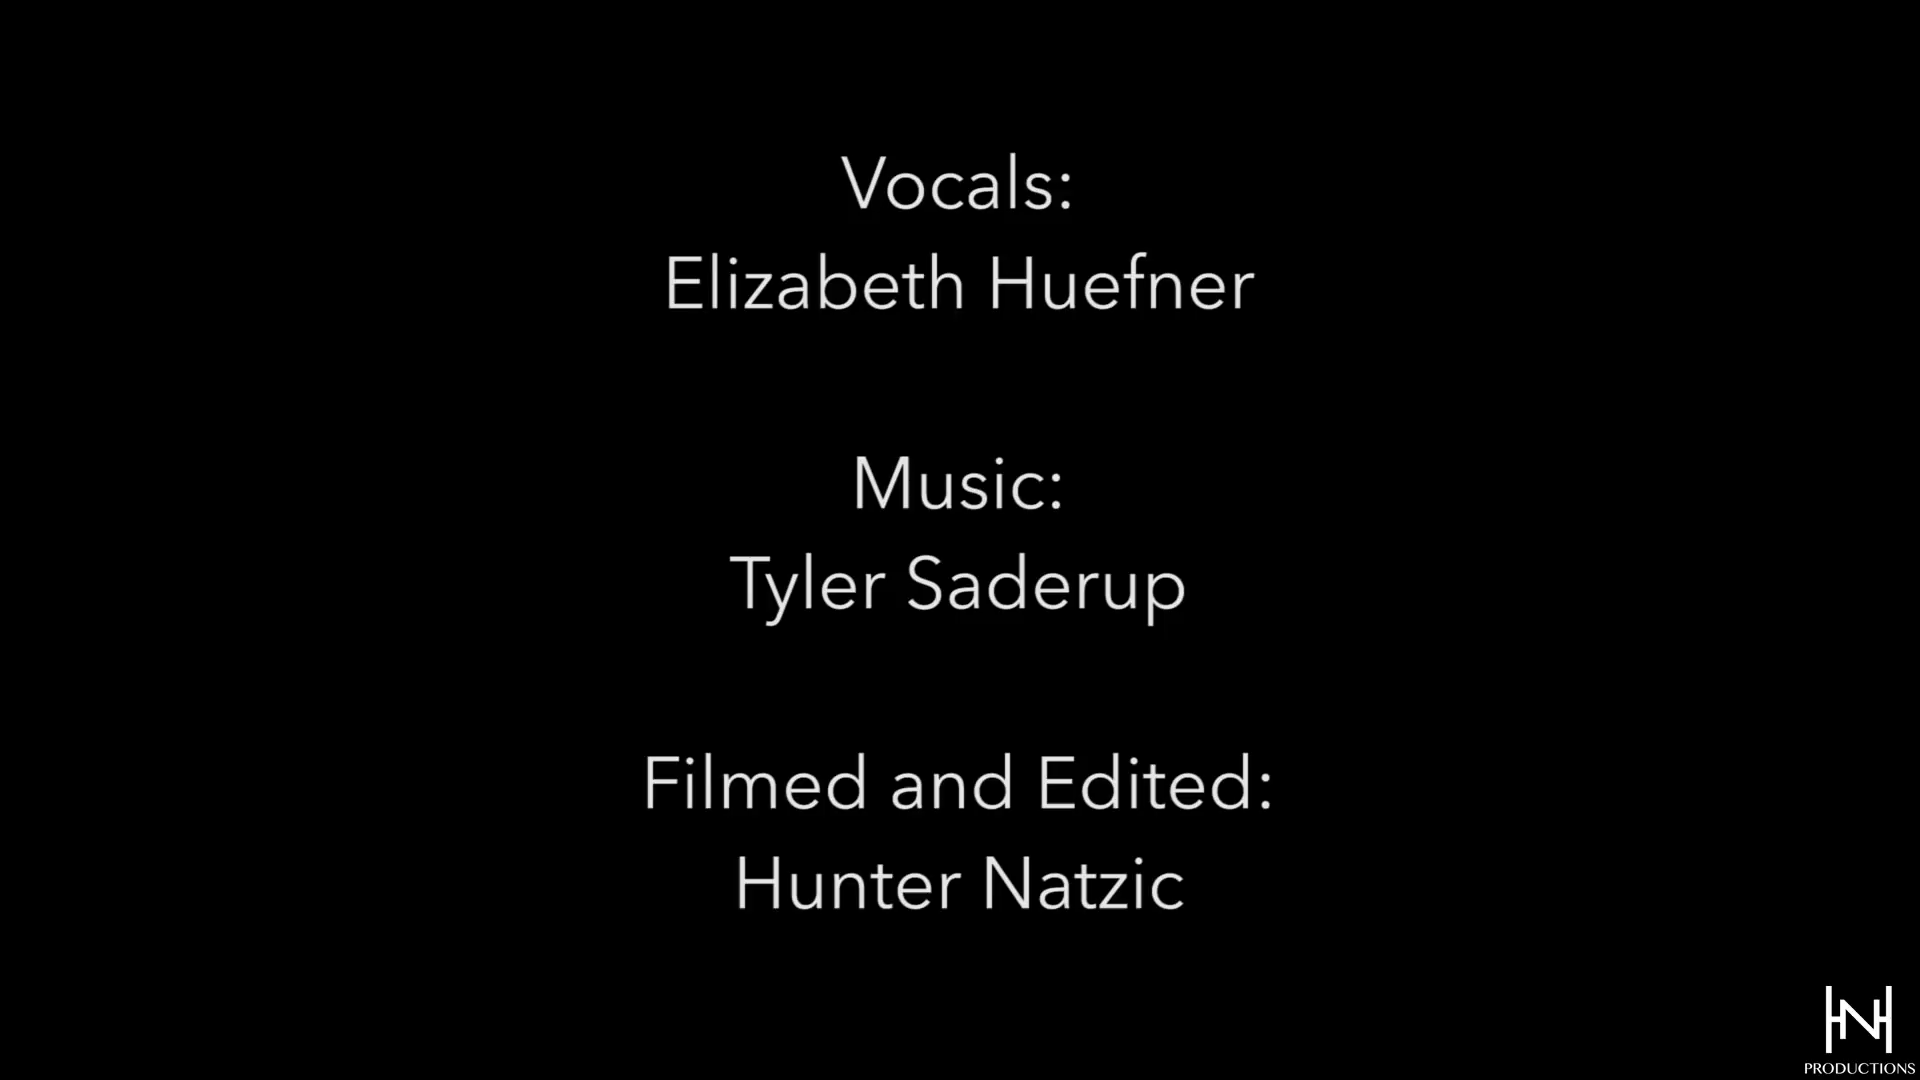 Vocals:
Elizabeth Huefner
Music:
Tyler Saderup
Filmed and Edited:
Hunter Natzic
HN
PRODUCTIONS